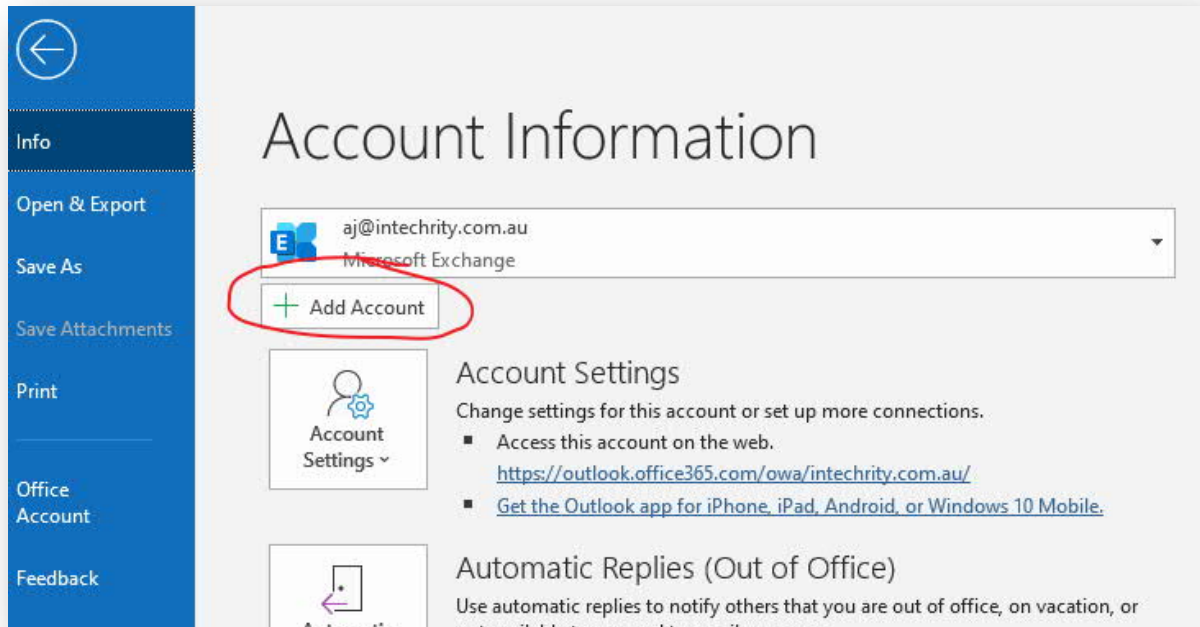 Info
Open & Export
Save As
Save Attachments
Print
Office
Account
Feedback
Account Information
E
aj@intechrity.com.au
Microsoft Exchange
Add Account
Account
Settings
Account Settings
Change settings for this account or set up more connections.
Access this account on the web.
https://outlook.office365.com/owa/intechrity.com.au/
Get the Outlook app for iPhone, iPad, Android, or Windows 10 Mobile.
Automatic Replies (Out of Office)
Use automatic replies to notify others that you are out of office, on vacation, or